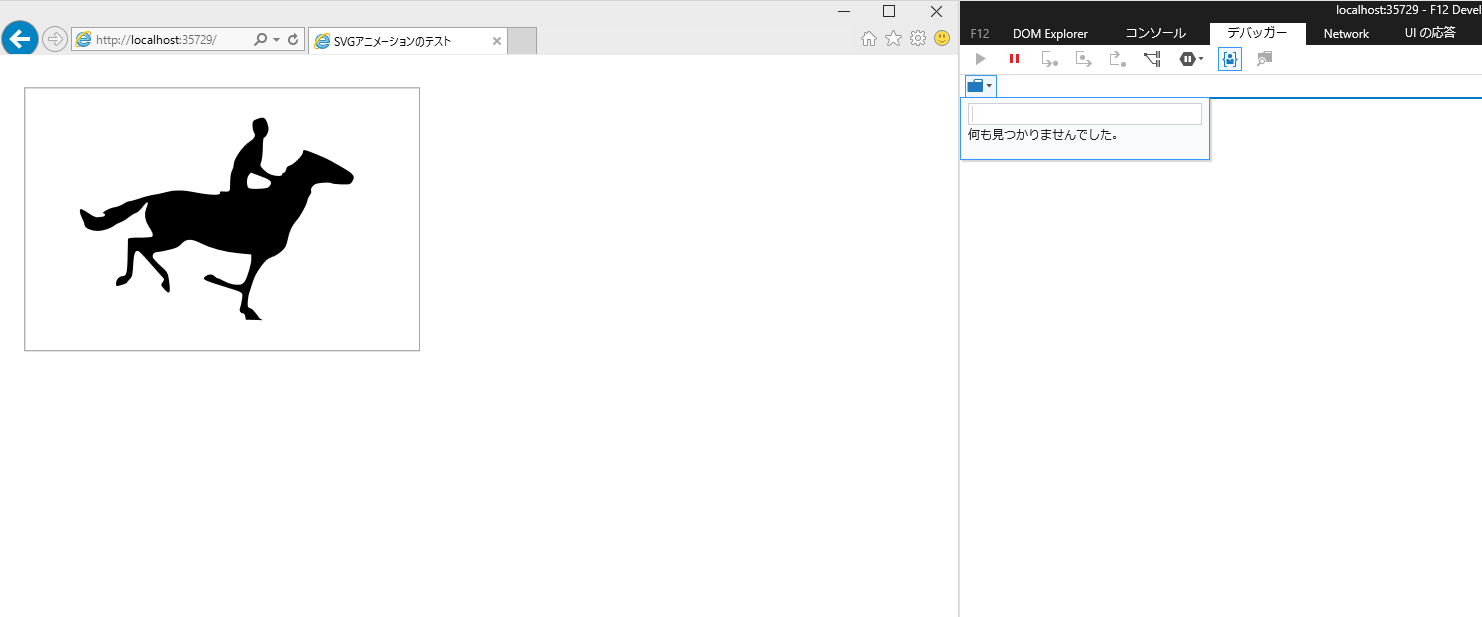 http://localhost:35729/
SVGアニメーションのテスト
localhost:35729 - F12 Devel
F12 DOM Explorer コンソール デバッガー Network UI の応答
何も見つかりませんでした。